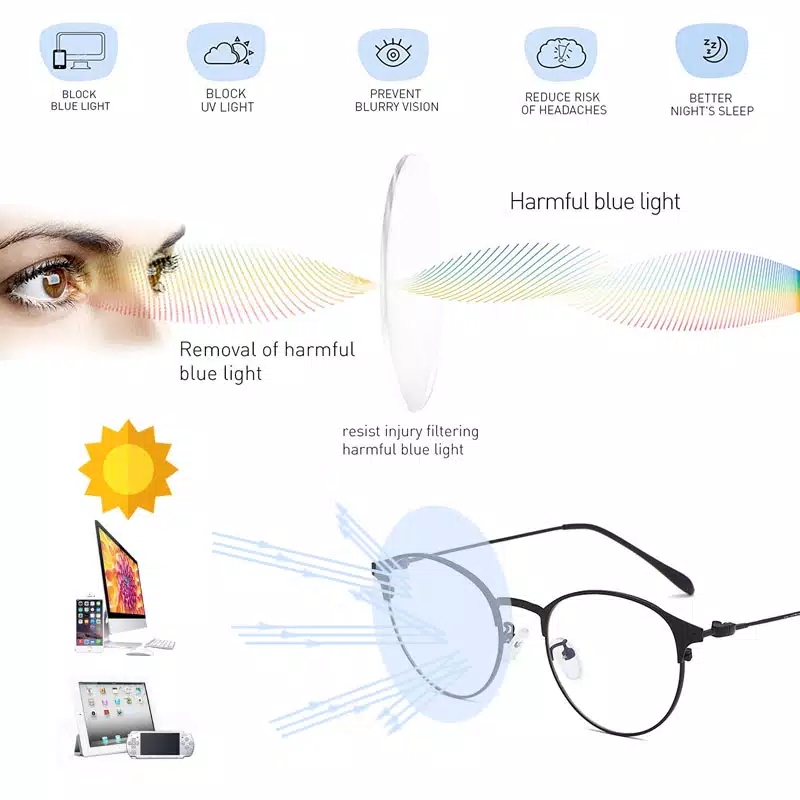 BLOCK
BLUE LIGHT
BLOCK
UV LIGHT
PREVENT
BLURRY VISION
REDUCE RISK
OF HEADACHES
BETTER
NIGHT'S SLEEP
Harmful blue light
Removal of harmful
blue light
resist injury filtering
harmful blue light